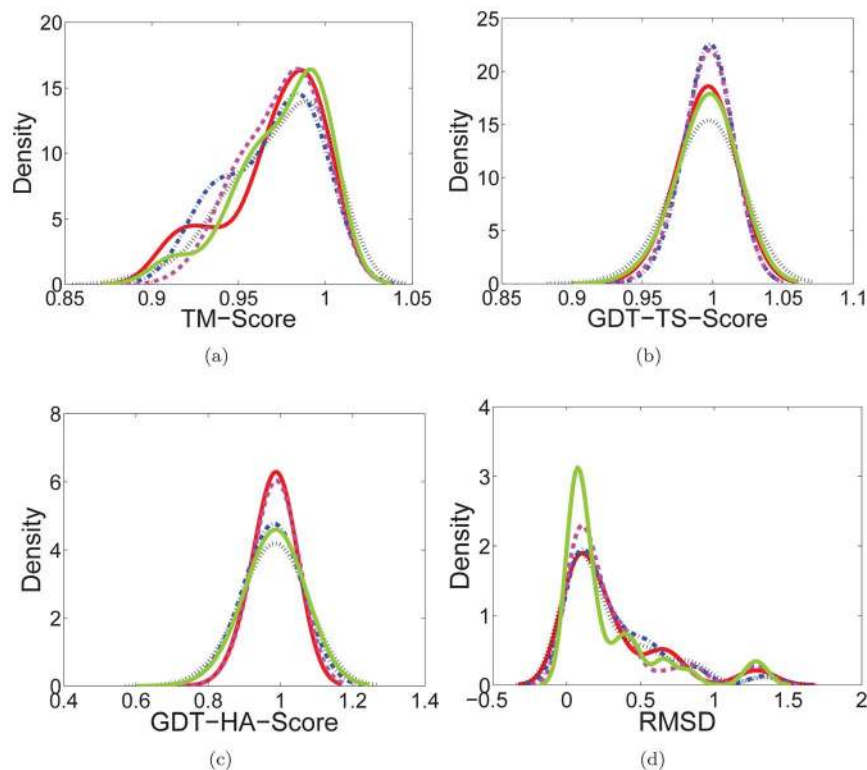 20
15
10
5
0
Density
0.85 0.9 0.95 1 1.05
TM−Score
(a)
25
20
15
10
5
0
Density
0.85 0.9 0.95 1 1.05 1.1
GDT−TS−Score
(b)
8
6
4
2
0
Density
0.4 0.6 0.8 1 1.2 1.4
GDT−HA−Score
(c)
4
3
2
1
0
Density
−0.5 0 0.5 1 1.5 2
RMSD
(d)